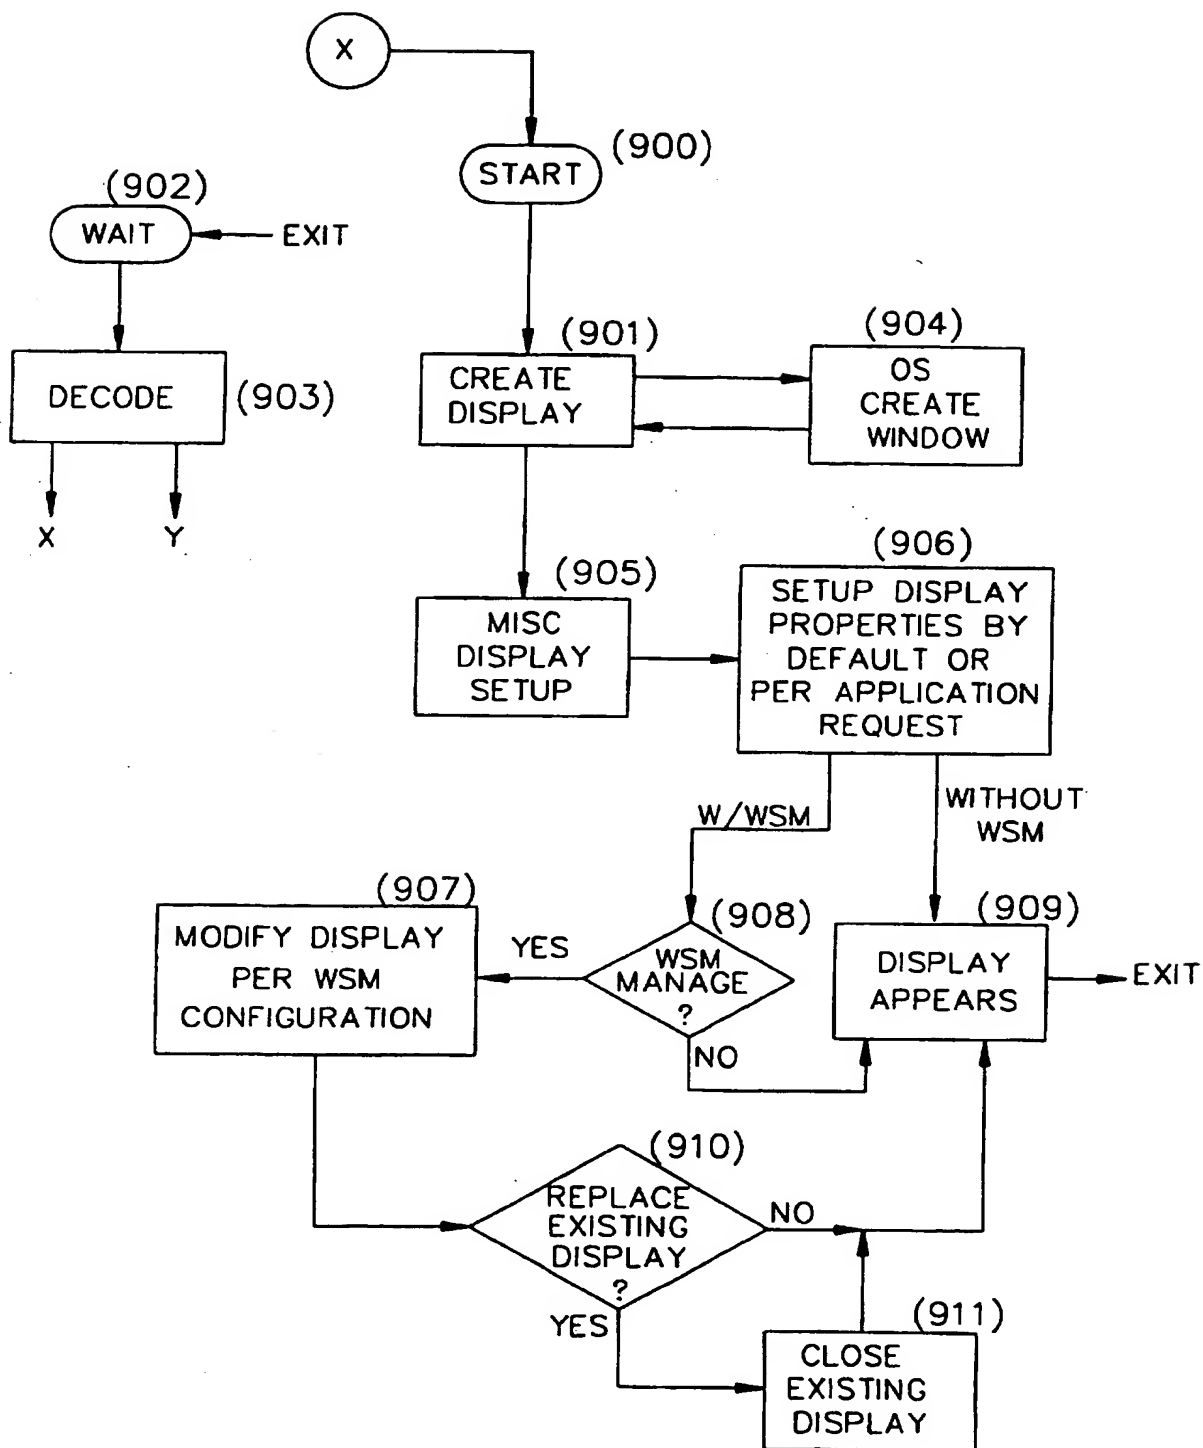 X
(900)
START
(902)
WAIT
EXIT
(901)
CREATE
DISPLAY
(904)
OS
CREATE
WINDOW
DECODE
(903)
X
Y
(905)
MISC
DISPLAY
SETUP
(906)
SETUP DISPLAY
PROPERTIES BY
DEFAULT OR
PER APPLICATION
REQUEST
W/WSM
WITHOUT
WSM
(907)
MODIFY DISPLAY
PER WSM
CONFIGURATION
YES
(908)
WSM
MANAGE
?
NO
(909)
DISPLAY
APPEARS
EXIT
(910)
REPLACE
EXISTING
DISPLAY
?
NO
YES
(911)
CLOSE
EXISTING
DISPLAY